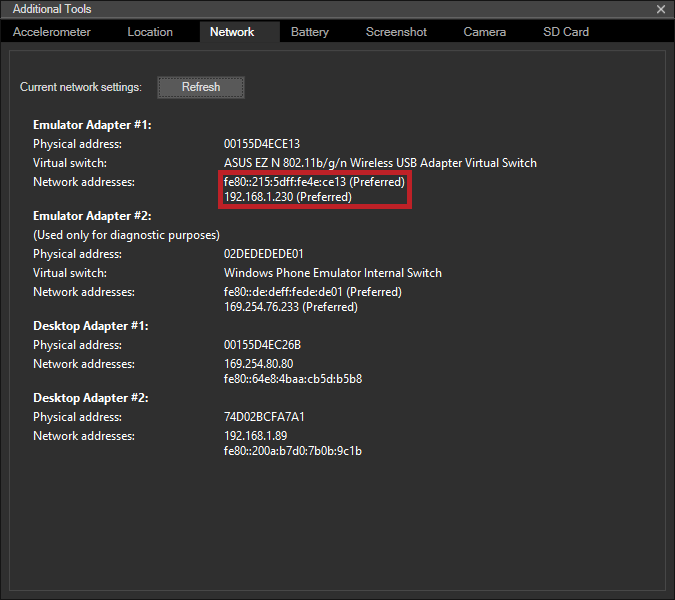 Additional Tools
Accelerometer Location Network Battery Screenshot Camera SD Card
Current network settings: Refresh
Emulator Adapter #1:
Physical address: 00155D4ECE13
Virtual switch: ASUS EZ N 802.11b/g/n Wireless USB Adapter Virtual Switch
Network addresses: fe80::215:5dff:fe4e:ce13 (Preferred)
192.168.1.230 (Preferred)
Emulator Adapter #2:
(Used only for diagnostic purposes)
Physical address: 02DEDEDEDE01
Virtual switch: Windows Phone Emulator Internal Switch
Network addresses: fe80::de:deff:fede:de01 (Preferred)
169.254.76.233 (Preferred)
Desktop Adapter #1:
Physical address: 00155D4EC26B
Network addresses: 169.254.80.80
fe80::64e8:4baa:cb5d:b5b8
Desktop Adapter #2:
Physical address: 74D02BCFA7A1
Network addresses: 192.168.1.89
fe80::200a:b7d0:7b0b:9c1b